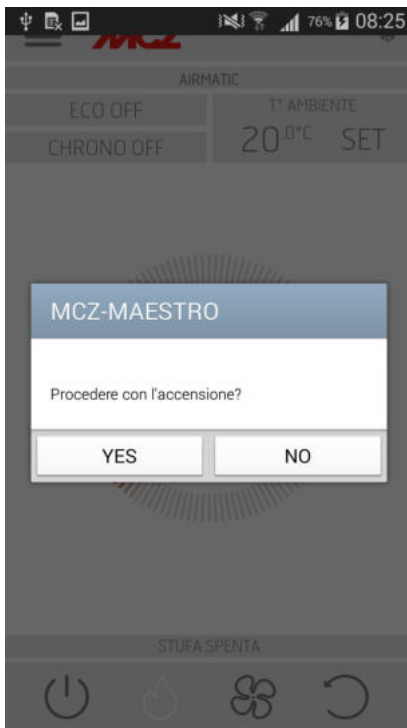 76% 08:25
MCZ
AIRMATIC
ECO OFF
T° AMBIENTE
CHRONO OFF
20.0°C SET
MCZ-MAESTRO
Procedere con l'accensione?
YES NO
STUFA SPENTA